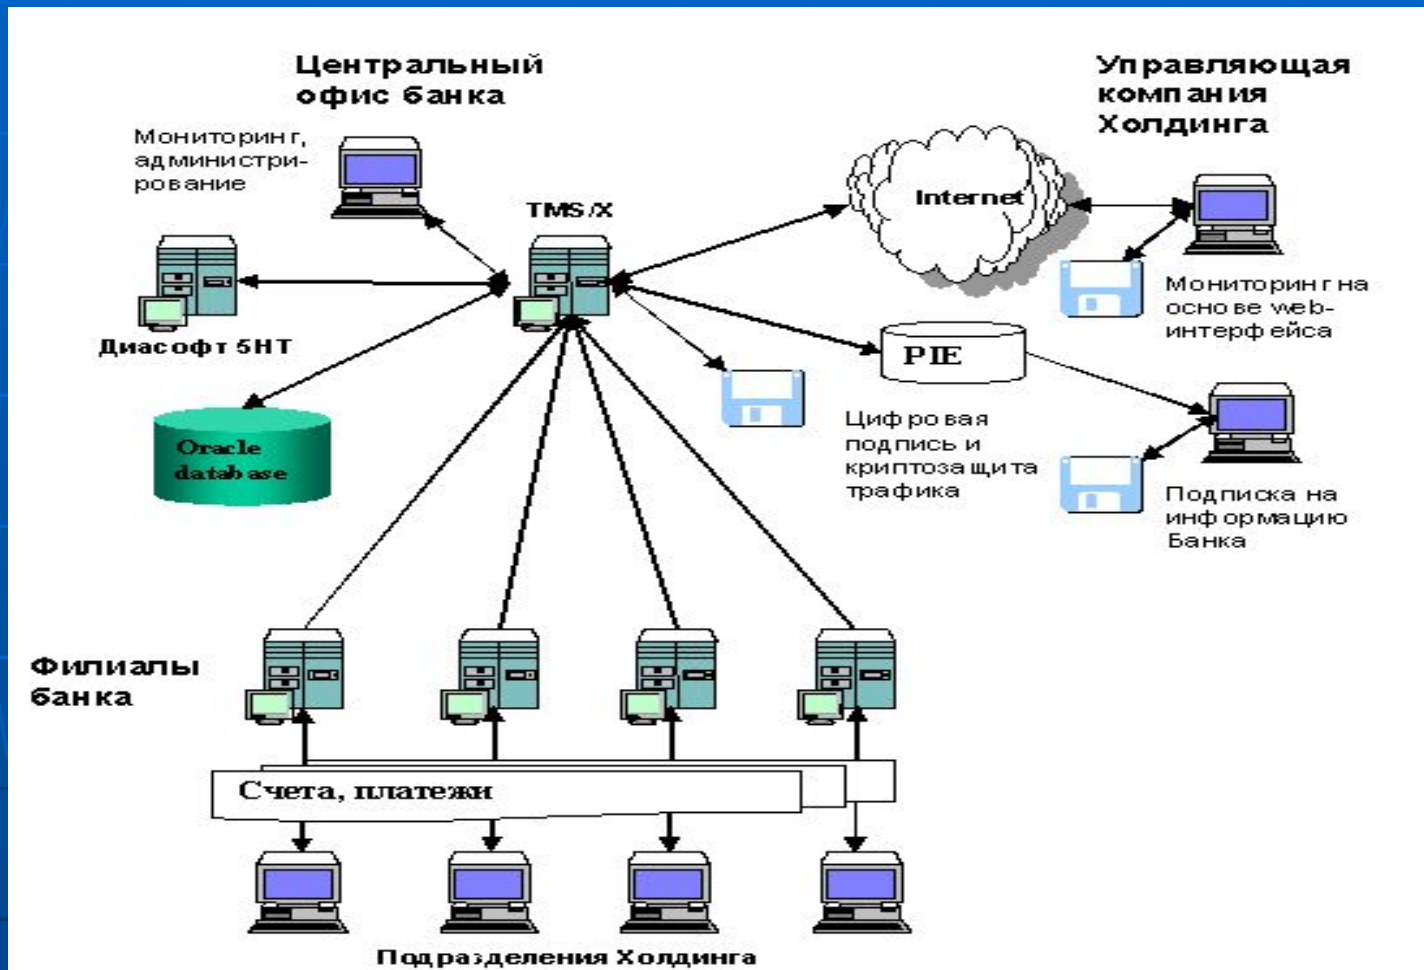 Центральный
офис банка
Управляющая
компания
Холдинга
Мониторинг,
администри-
рование
TMS/X
Internet
Диасофт 5НТ
Мониторинг на
основе web-
интерфейса
PIE
Oracle
database
Цифровая
подпись и
криптозащита
трафика
Подписка на
информацию
Банка
Филиалы
банка
Счета, платежи
Подразделения Холдинга